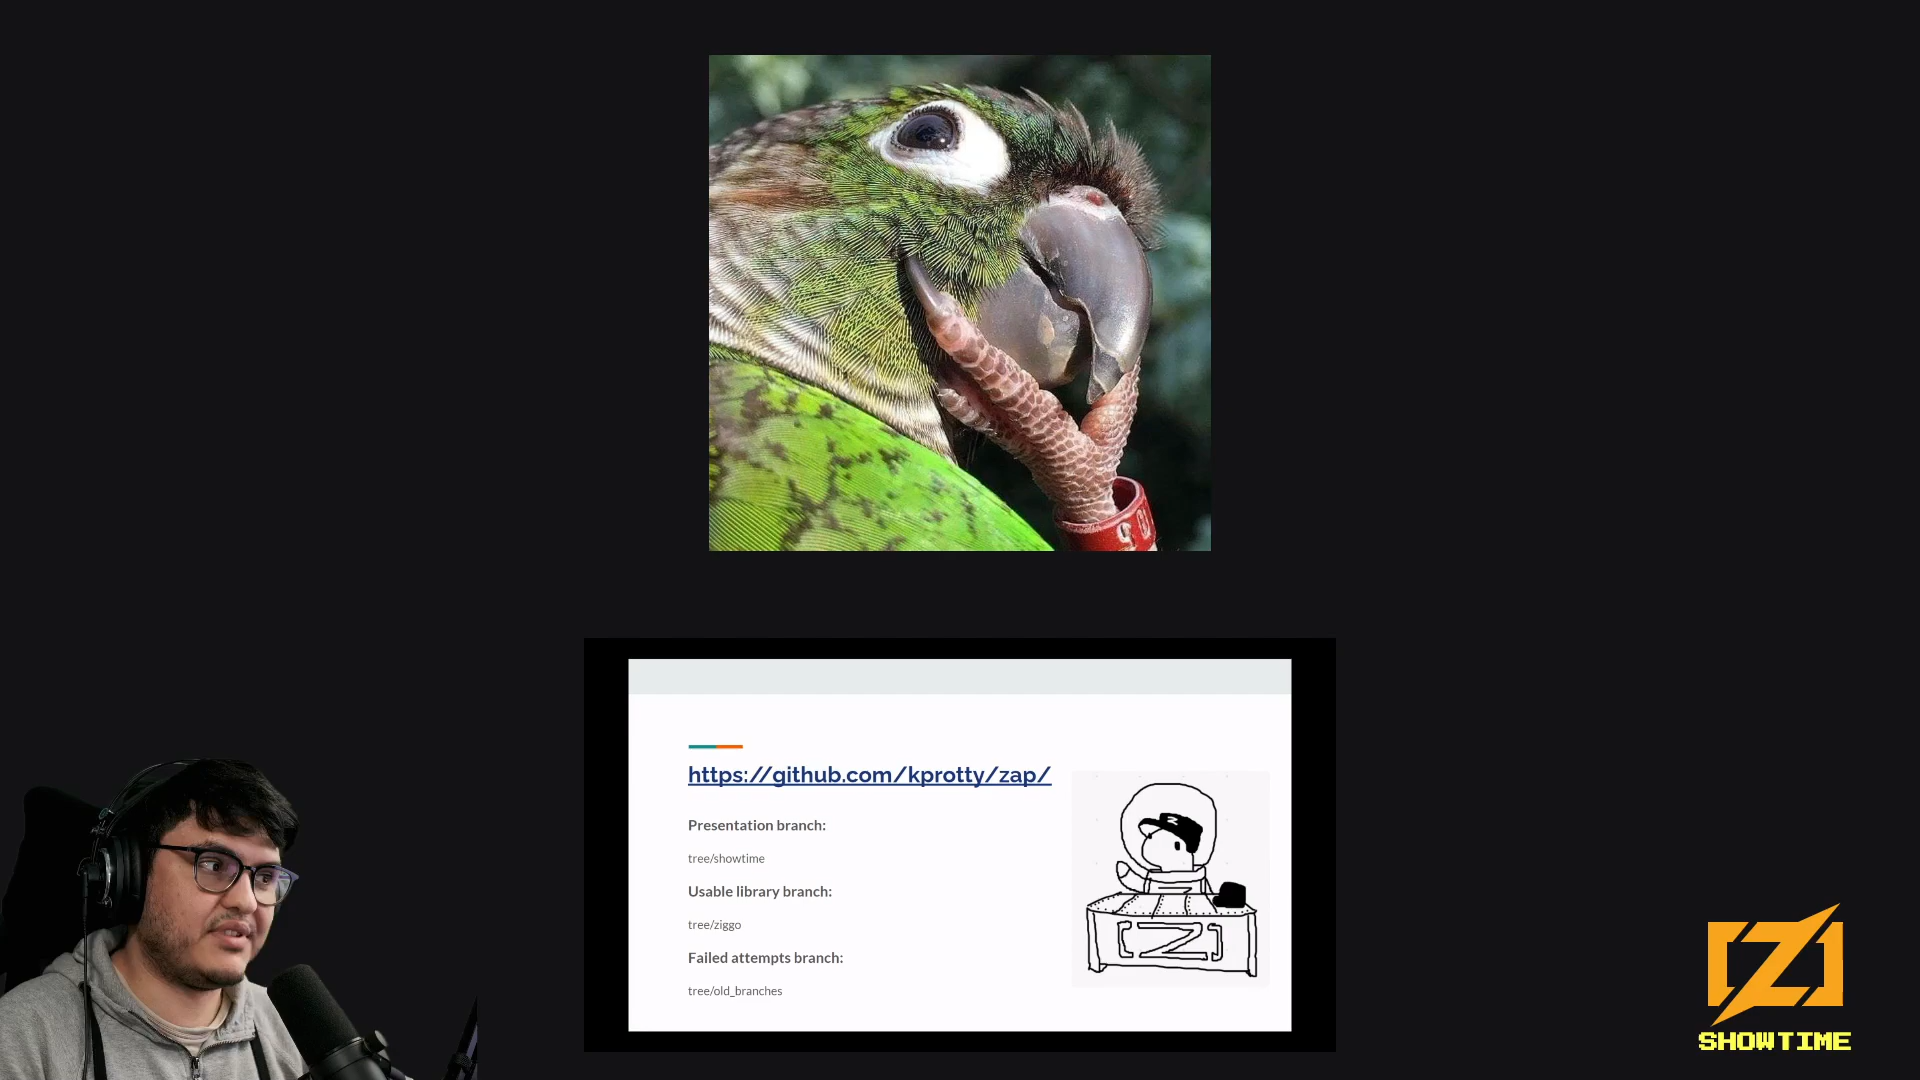 https://github.com/kprotty/zap/
Presentation branch:
tree/showtime
Usable library branch:
tree/ziggo
Failed attempts branch:
tree/old_branches
Z
SHOWTIME